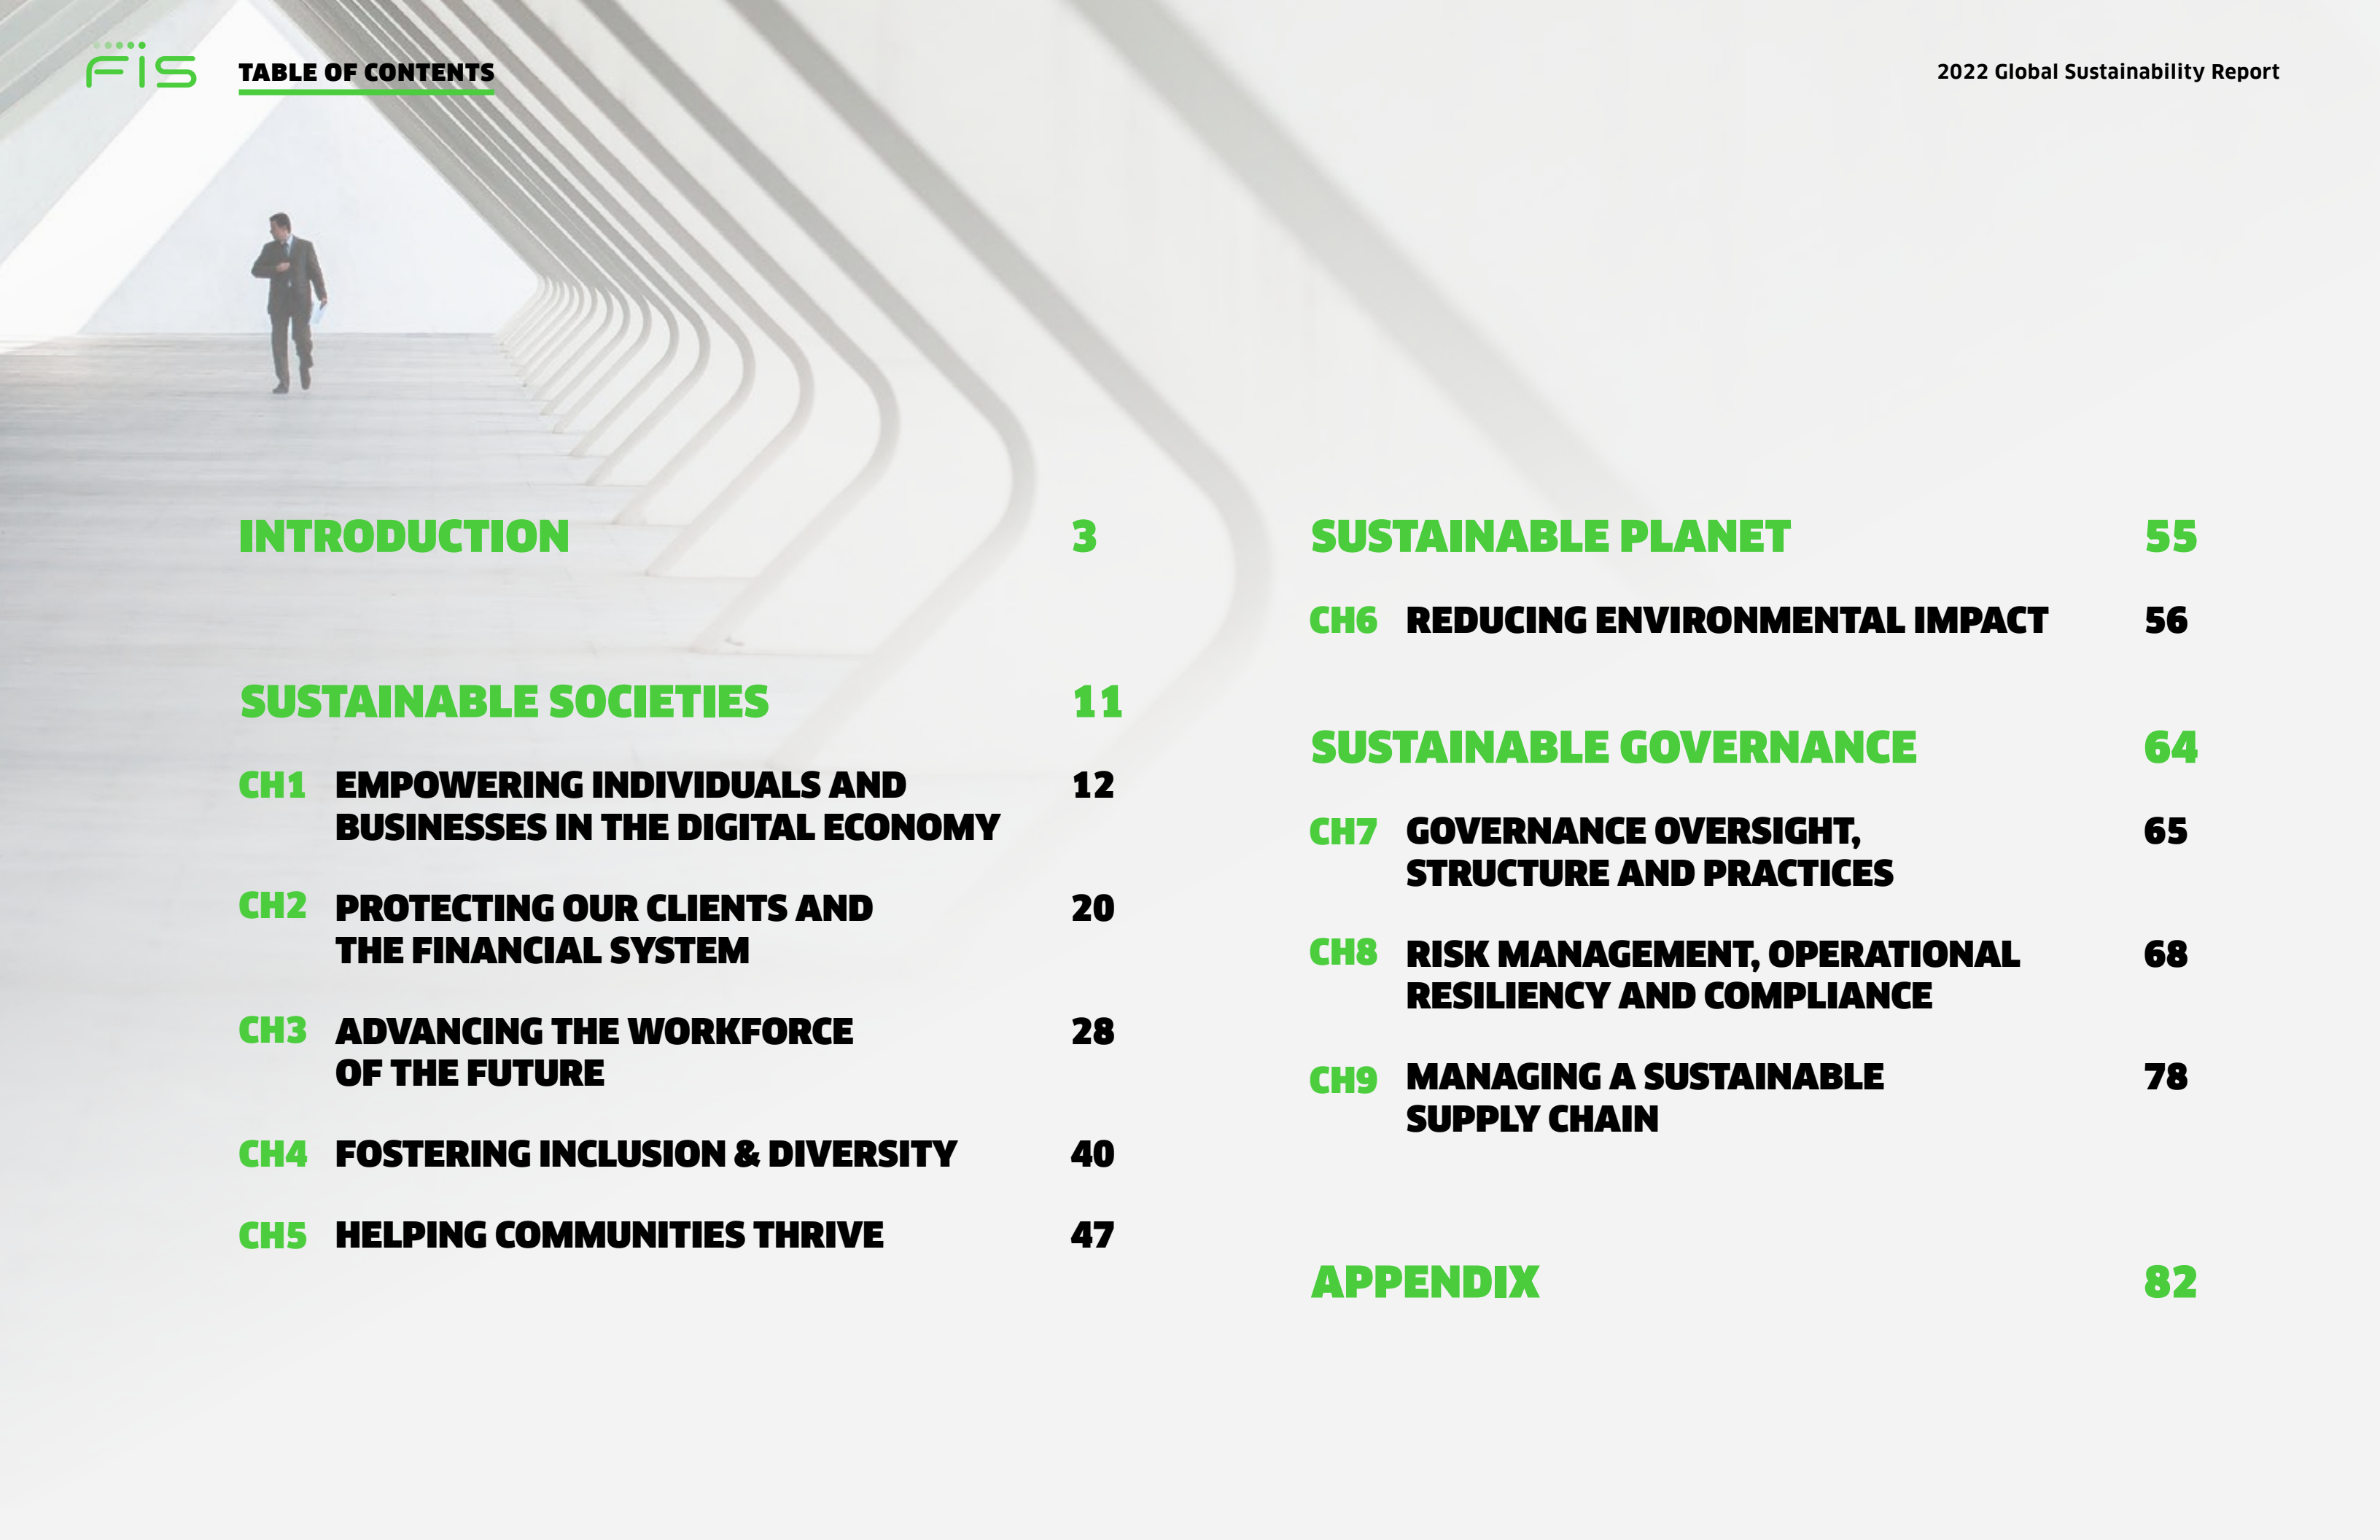 FIS
TABLE OF CONTENTS
2022 Global Sustainability Report
INTRODUCTION 3
SUSTAINABLE SOCIETIES 11
CH1 EMPOWERING INDIVIDUALS AND 12
BUSINESSES IN THE DIGITAL ECONOMY
CH2 PROTECTING OUR CLIENTS AND 20
THE FINANCIAL SYSTEM
CH3 ADVANCING THE WORKFORCE 28
OF THE FUTURE
CH4 FOSTERING INCLUSION & DIVERSITY 40
CH5 HELPING COMMUNITIES THRIVE 47
SUSTAINABLE PLANET 55
CH6 REDUCING ENVIRONMENTAL IMPACT 56
SUSTAINABLE GOVERNANCE 64
CH7 GOVERNANCE OVERSIGHT, 65
STRUCTURE AND PRACTICES
CH8 RISK MANAGEMENT, OPERATIONAL 68
RESILIENCY AND COMPLIANCE
CH9 MANAGING A SUSTAINABLE 78
SUPPLY CHAIN
APPENDIX 82